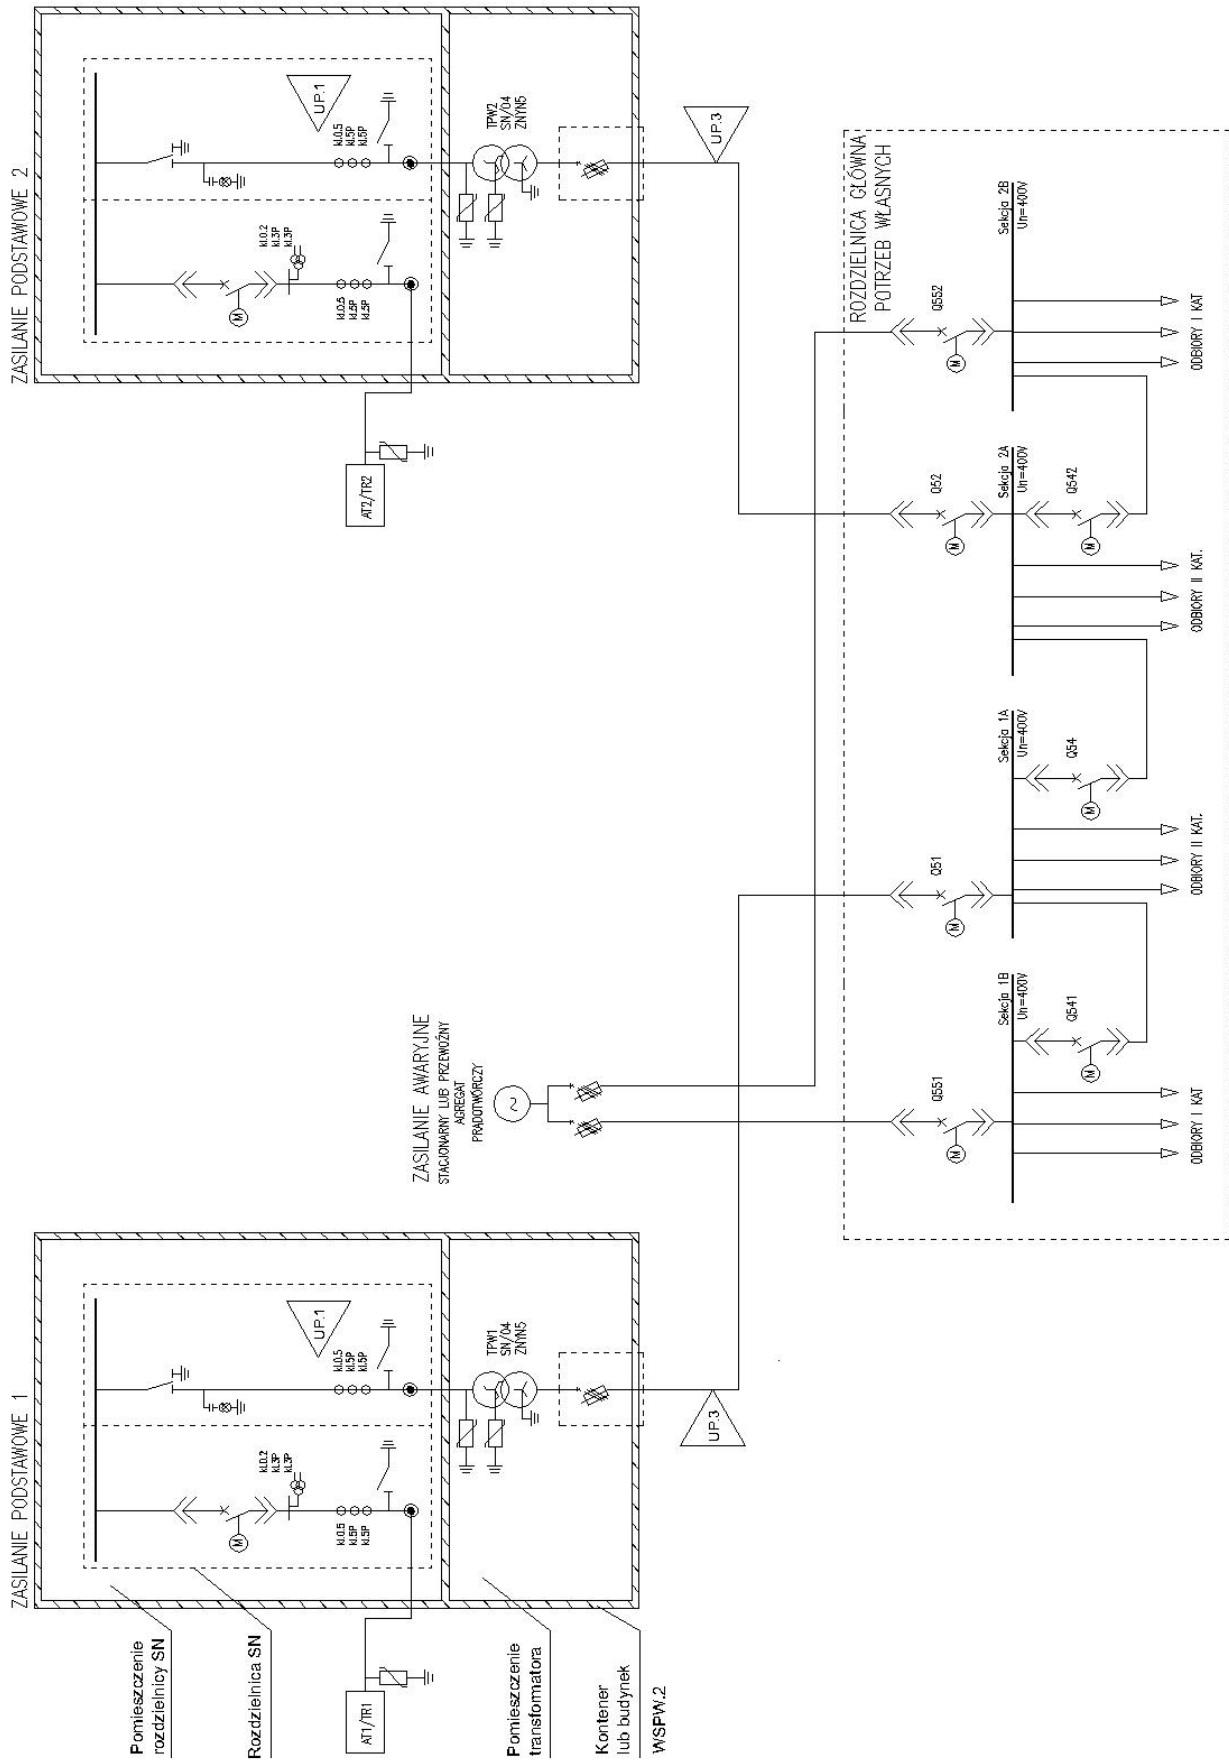 ZASILANIE PODSTAWOWE 1
UP.1
kl.0.5
kl.5P
kl.5P
kl.0.2
kl.3P
kl.3P
M
kl.0.5
kl.5P
kl.5P
TPW1
SN/04
ZNYN5
UP.3
AT1/TR1
Pomieszczenie
rozdzielnicy SN
Rozdzielnica SN
Pomieszczenie
transformatora
Kontener
lub budynek
WSPW.2
ZASILANIE AWARYJNE
STACJONARNY LUB PRZEWOŹNY
AGREGAT
PRĄDOTWÓRCZY
~
ZASILANIE PODSTAWOWE 2
UP.1
kl.0.5
kl.5P
kl.5P
kl.0.2
kl.3P
kl.3P
M
kl.0.5
kl.5P
kl.5P
TPW2
SN/04
ZNYN5
UP.3
AT2/TR2
ROZDZIELNICA GŁÓWNA
POTRZEB WŁASNYCH
Q551
M
Sekcja 1B
Un=400V
Q541
M
ODBIORY I KAT
Q51
M
Sekcja 1A
Un=400V
Q54
M
ODBIORY II KAT.
Q52
M
Sekcja 2A
Un=400V
Q542
M
ODBIORY II KAT.
Q552
M
Sekcja 2B
Un=400V
ODBIORY I KAT